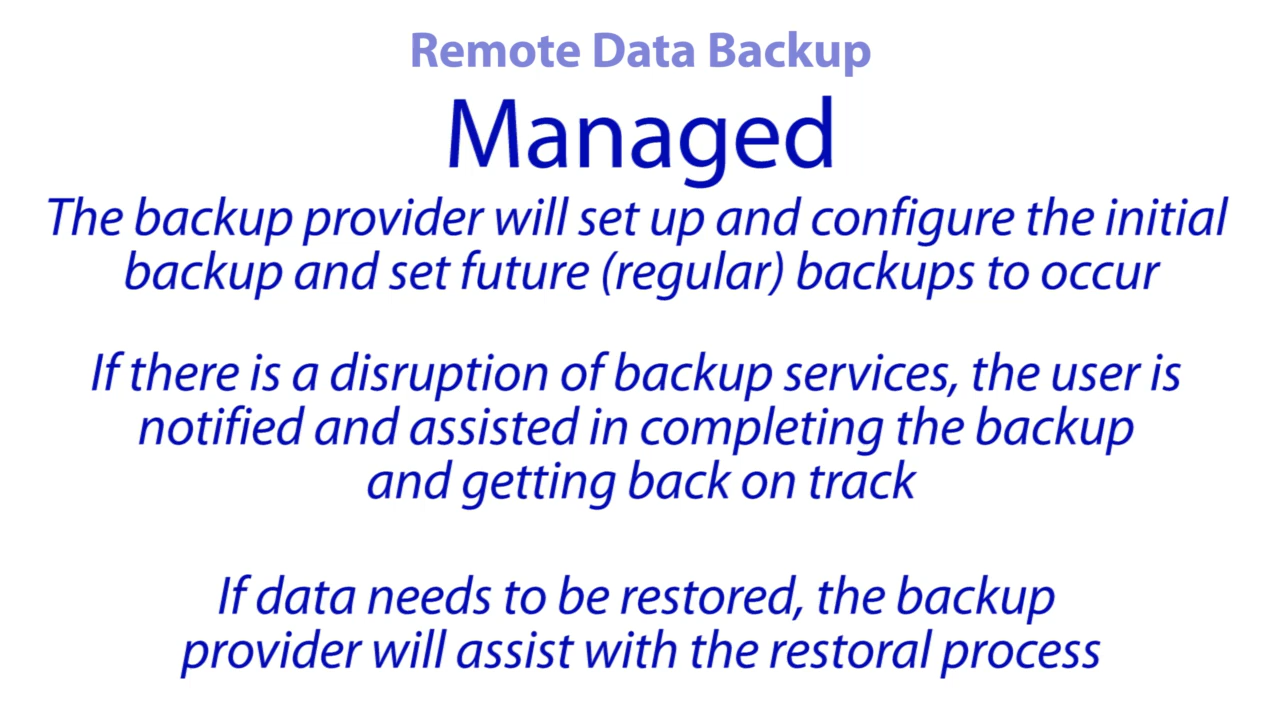 Remote Data Backup
Managed
The backup provider will set up and configure the initial
backup and set future (regular) backups to occur
If there is a disruption of backup services, the user is
notified and assisted in completing the backup
and getting back on track
If data needs to be restored, the backup
provider will assist with the restoral process